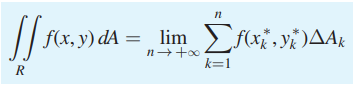 ∬_R f(x, y) dA = lim_{n→+∞} ∑_{k=1}^{n} f(x_k^*, y_k^*)ΔA_k